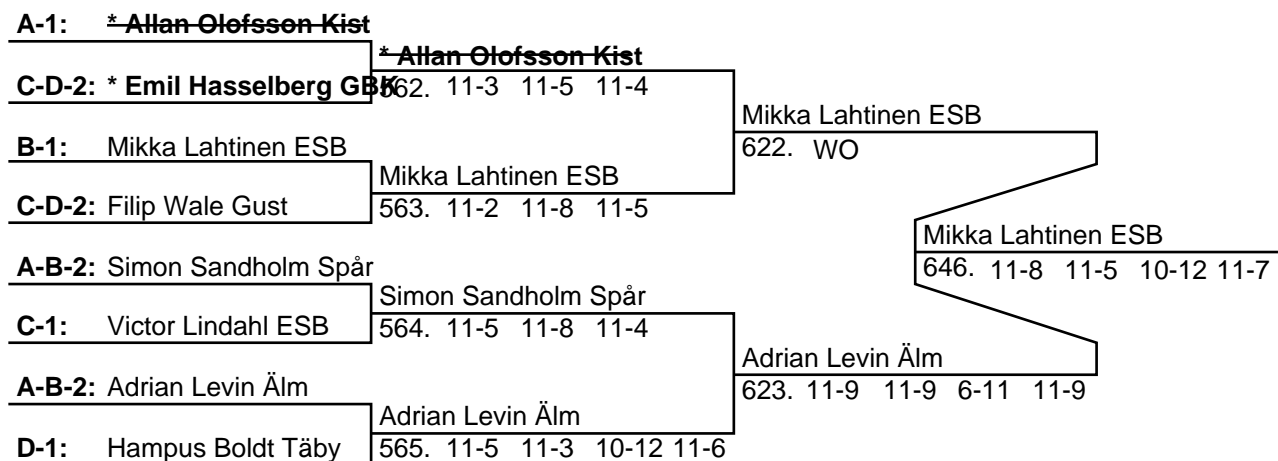 A-1: * Allan Olofsson Kist
* Allan Olofsson Kist
C-D-2: * Emil Hasselberg GBK
562. 11-3 11-5 11-4
Mikka Lahtinen ESB
B-1: Mikka Lahtinen ESB
622. WO
Mikka Lahtinen ESB
C-D-2: Filip Wale Gust
563. 11-2 11-8 11-5
Mikka Lahtinen ESB
A-B-2: Simon Sandholm Spår
646. 11-8 11-5 10-12 11-7
Simon Sandholm Spår
C-1: Victor Lindahl ESB
564. 11-5 11-8 11-4
Adrian Levin Älm
A-B-2: Adrian Levin Älm
623. 11-9 11-9 6-11 11-9
Adrian Levin Älm
D-1: Hampus Boldt Täby
565. 11-5 11-3 10-12 11-6